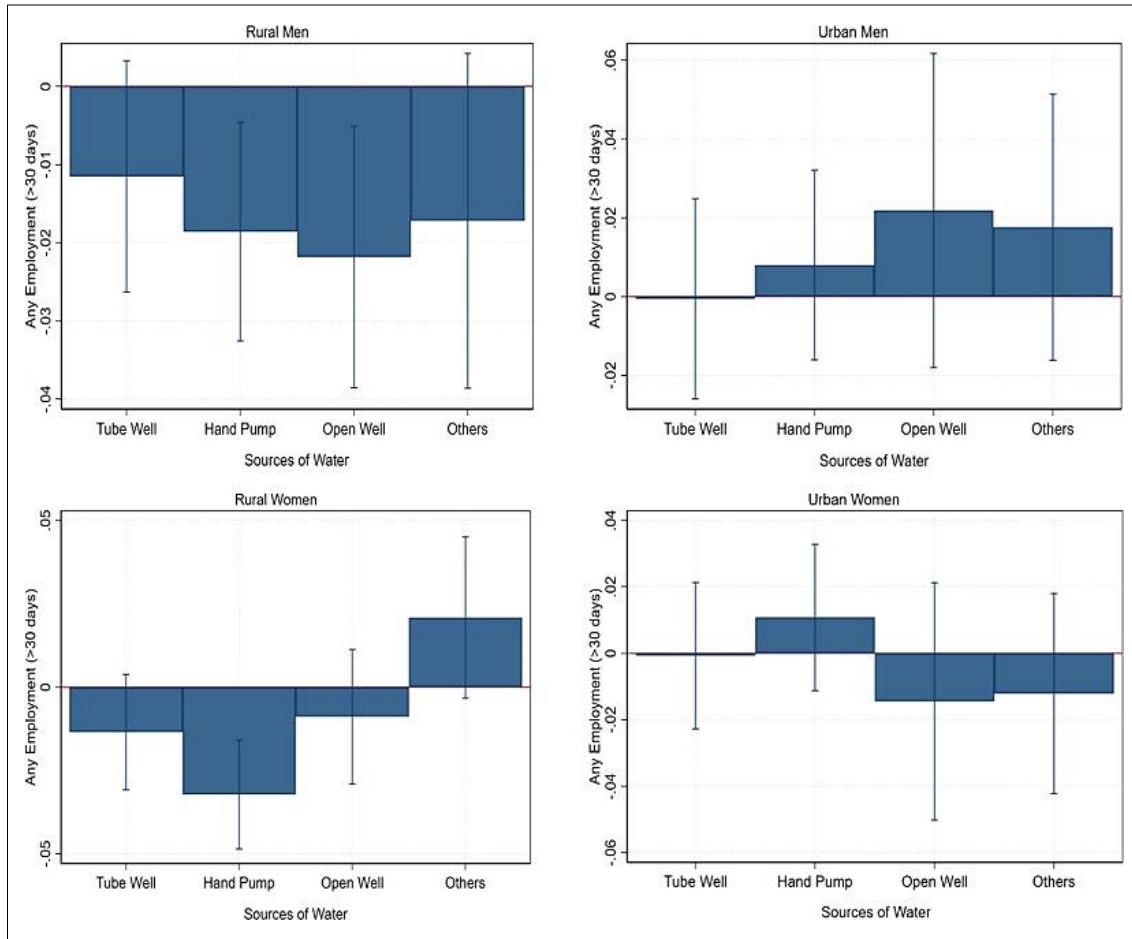 Rural Men
Any Employment (>30 days)
0
-.01
-.02
-.03
-.04
Tube Well Hand Pump Open Well Others
Sources of Water
Urban Men
Any Employment (>30 days)
.06
.04
.02
0
-.02
Tube Well Hand Pump Open Well Others
Sources of Water
Rural Women
Any Employment (>30 days)
.05
0
-.05
Tube Well Hand Pump Open Well Others
Sources of Water
Urban Women
Any Employment (>30 days)
.04
.02
0
-.02
-.04
-.06
Tube Well Hand Pump Open Well Others
Sources of Water